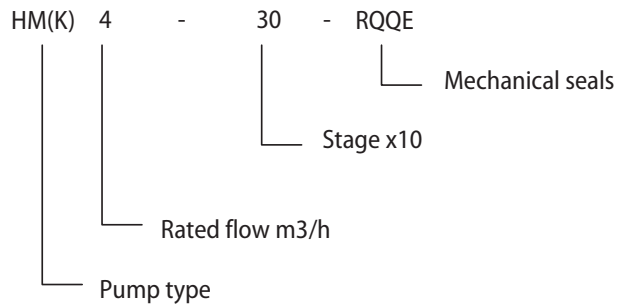 HM(K) 4 - 30 - RQQE
Mechanical seals
Stage x10
Rated flow m3/h
Pump type